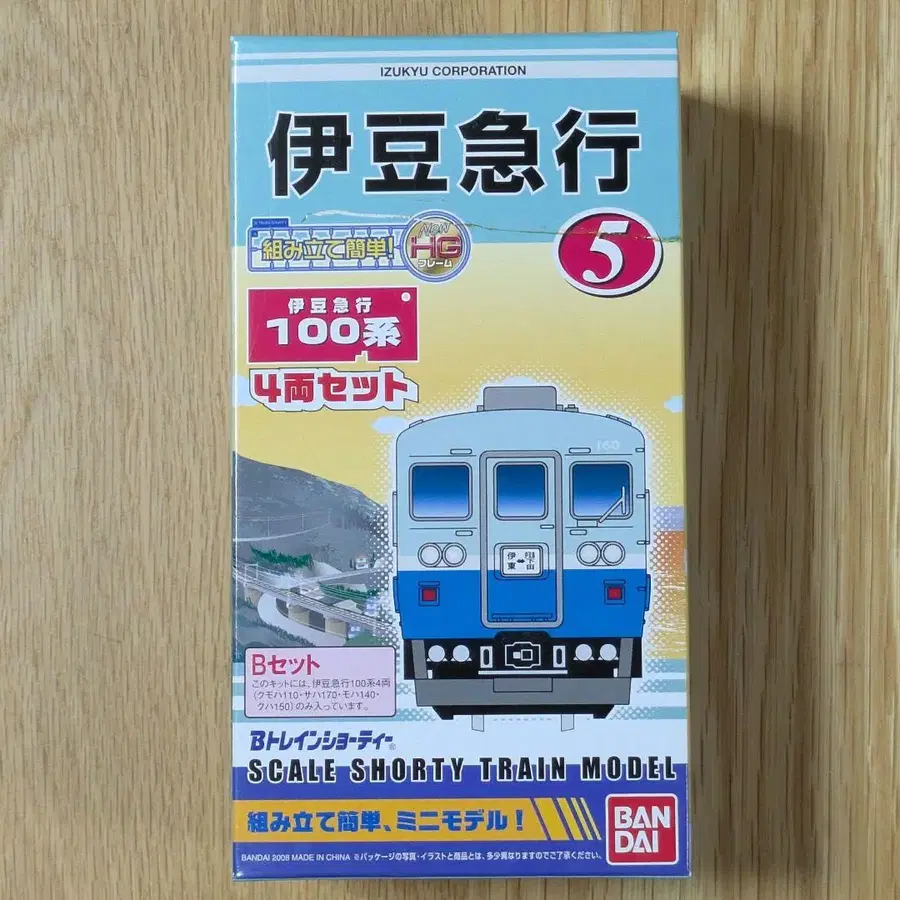 IZUKYU CORPORATION
伊豆急行
組み立て簡単!
NEW
HG
フレーム
5
伊豆急行
100系
4両セット
160
伊東⇔下田
Bセット
このキットには、伊豆急行100系4両
(クモハ110・サハ170・モハ140・
クハ150)のみ入っています。
Bトレインショーティー®
SCALE SHORTY TRAIN MODEL
組み立て簡単、ミニモデル!
BANDAI 2008 MADE IN CHINA ※パッケージの写真・イラストと商品とは、多少異なりますのでご了承ください。
BAN
DAI